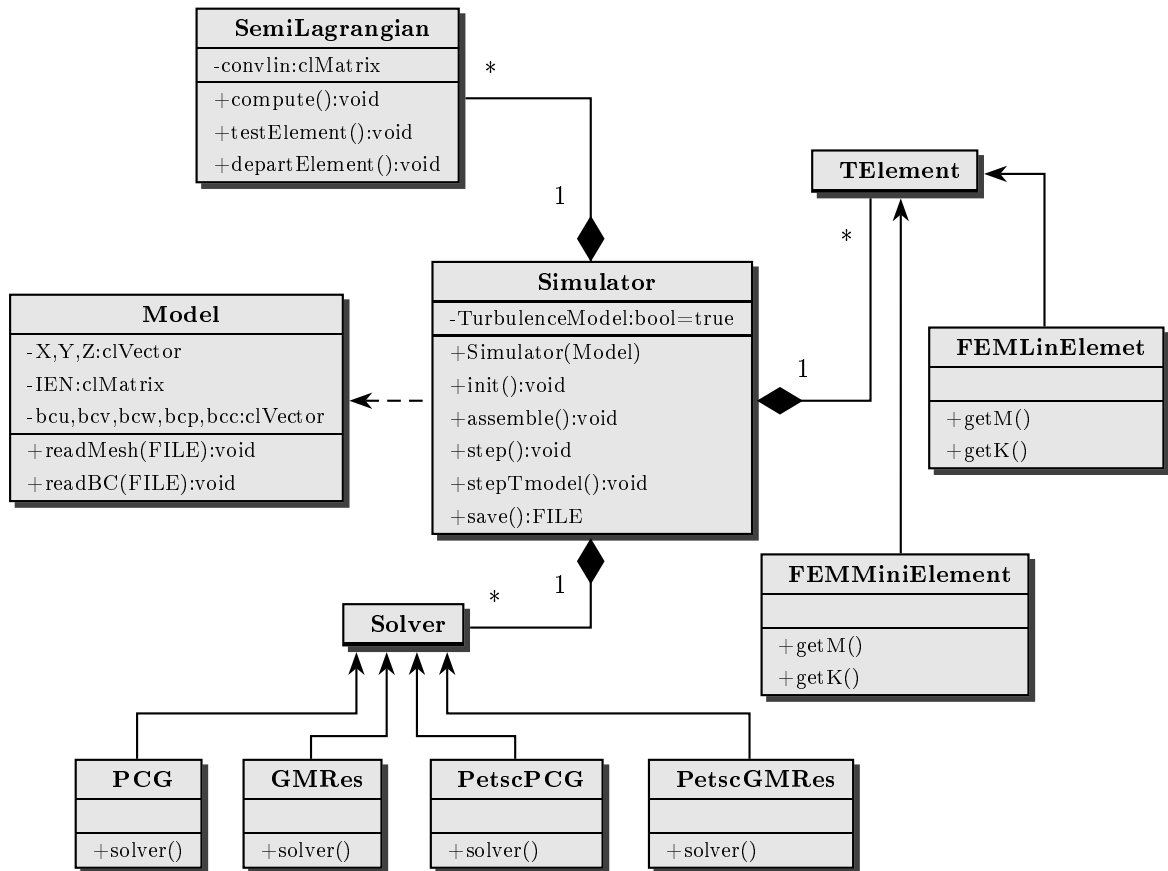 SemiLagrangian
-convlin:clMatrix
+compute():void
+testElement():void
+departElement():void
*
1
TElement
*
Model
-X,Y,Z:clVector
-IEN:clMatrix
-bcu,bcv,bcw,bcp,bcc:clVector
+readMesh(FILE):void
+readBC(FILE):void
Simulator
-TurbulenceModel:bool=true
+Simulator(Model)
+init():void
+assemble():void
+step():void
+stepTmodel():void
+save():FILE
1
FEMLinElemet
+getM()
+getK()
FEMMiniElement
+getM()
+getK()
1
*
Solver
PCG
+solver()
GMRes
+solver()
PetscPCG
+solver()
PetscGMRes
+solver()